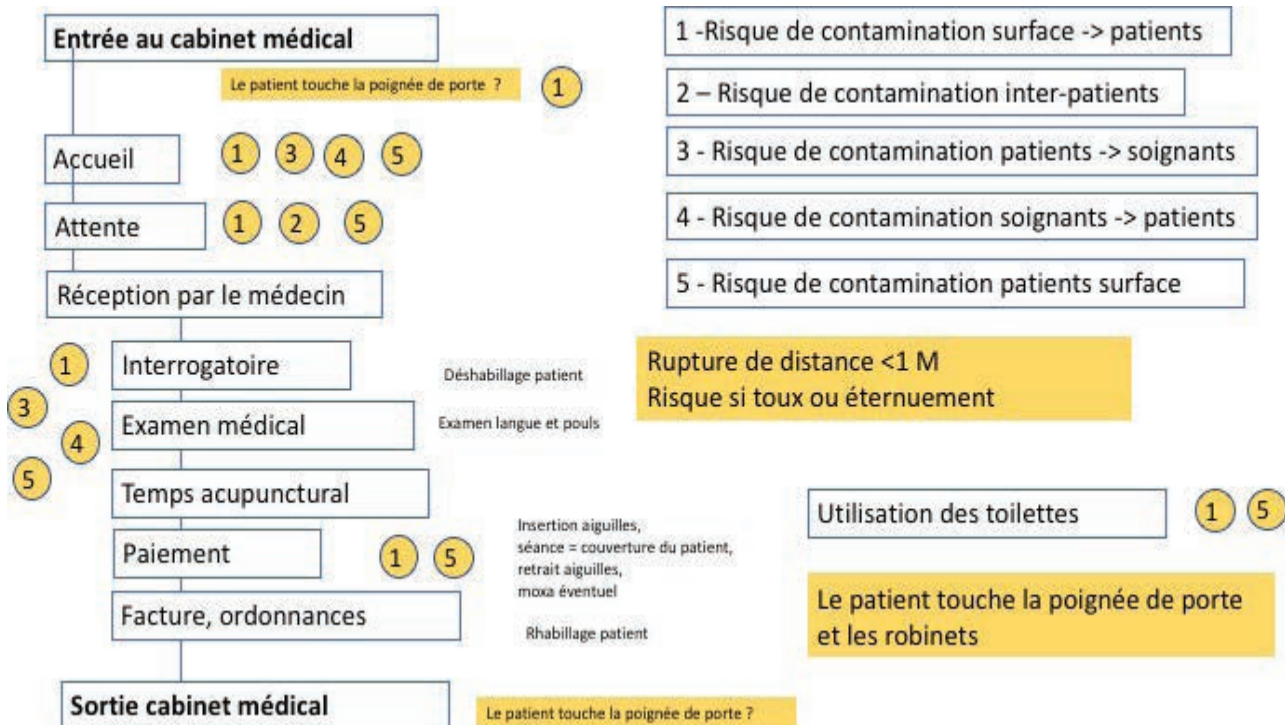 Entrée au cabinet médical
Le patient touche la poignée de porte ?
1
Accueil
1 3 4 5
Attente
1 2 5
Réception par le médecin
Interrogatoire
1
Déshabillage patient
3
Examen médical
Examen langue et pouls
4
5
Temps acupunctural
Insertion aiguilles,
séance = couverture du patient,
retrait aiguilles,
moxa éventuel
Paiement
1 5
Facture, ordonnances
Rhabillage patient
Sortie cabinet médical
Le patient touche la poignée de porte ?
1 -Risque de contamination surface -> patients
2 – Risque de contamination inter-patients
3 - Risque de contamination patients -> soignants
4 - Risque de contamination soignants -> patients
5 - Risque de contamination patients surface
Rupture de distance <1 M
Risque si toux ou éternuement
Utilisation des toilettes
1 5
Le patient touche la poignée de porte
et les robinets